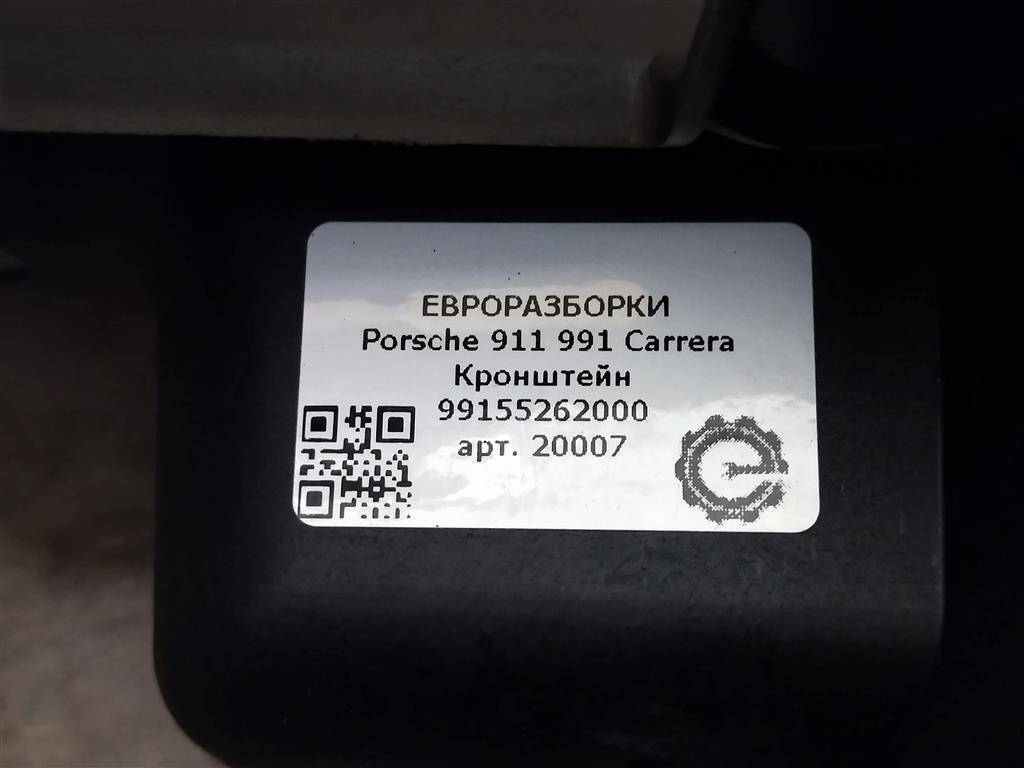 ЕВРОРАЗБОРКИ
Porsche 911 991 Carrera
Кронштейн
99155262000
арт. 20007